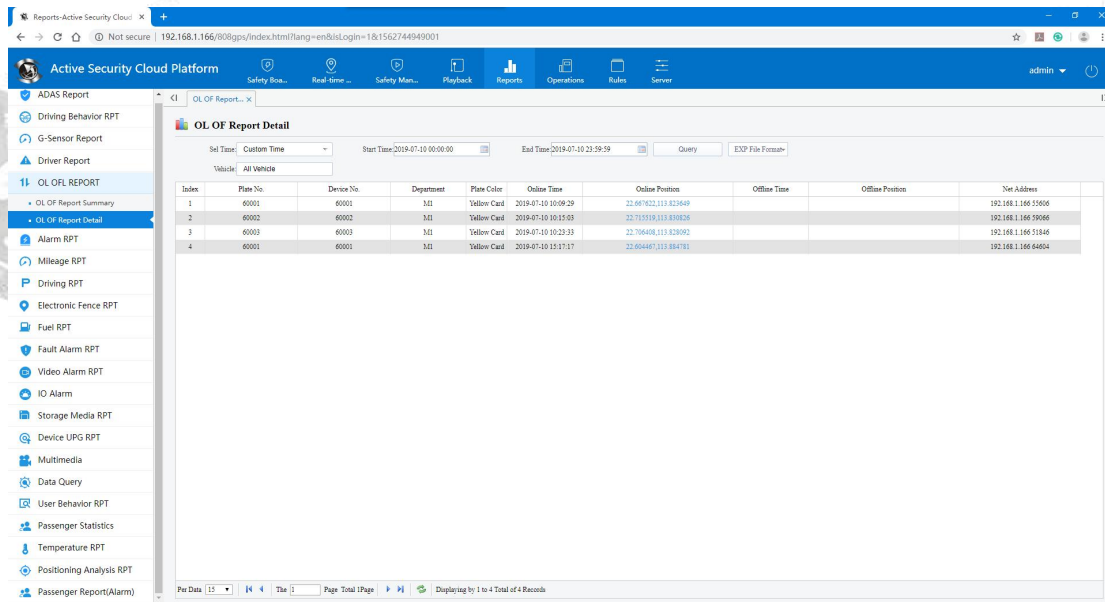 Reports-Active Security Cloud
Not secure | 192.168.1.166/808gps/index.html?lang=en&isLogin=1&1562744949001
Active Security Cloud Platform
Safety Boa...
Real-time ...
Safety Man...
Playback
Reports
Operations
Rules
Server
admin
ADAS Report
Driving Behavior RPT
G-Sensor Report
Driver Report
OL OFL REPORT
OL OF Report Summary
OL OF Report Detail
Alarm RPT
Mileage RPT
Driving RPT
Electronic Fence RPT
Fuel RPT
Fault Alarm RPT
Video Alarm RPT
IO Alarm
Storage Media RPT
Device UPG RPT
Multimedia
Data Query
User Behavior RPT
Passenger Statistics
Temperature RPT
Positioning Analysis RPT
Passenger Report(Alarm)
OL OF Report...
OL OF Report Detail
Sel Time: Custom Time Start Time: 2019-07-10 00:00:00 End Time: 2019-07-10 23:59:59 Query EXP File Format
Vehicle: All Vehicle
Index Plate No. Device No. Department Plate Color Online Time Online Position Offline Time Offline Position Net Address
1 60001 60001 M1 Yellow Card 2019-07-10 10:09:29 22.667622,113.823649 192.168.1.166 55606
2 60002 60002 M1 Yellow Card 2019-07-10 10:15:03 22.715519,113.830826 192.168.1.166 59066
3 60003 60003 M1 Yellow Card 2019-07-10 10:23:33 22.706408,113.828092 192.168.1.166 51846
4 60001 60001 M1 Yellow Card 2019-07-10 15:17:17 22.604467,113.884781 192.168.1.166 64604
Per Data 15 The 1 Page Total 1Page Displaying by 1 to 4 Total of 4 Records